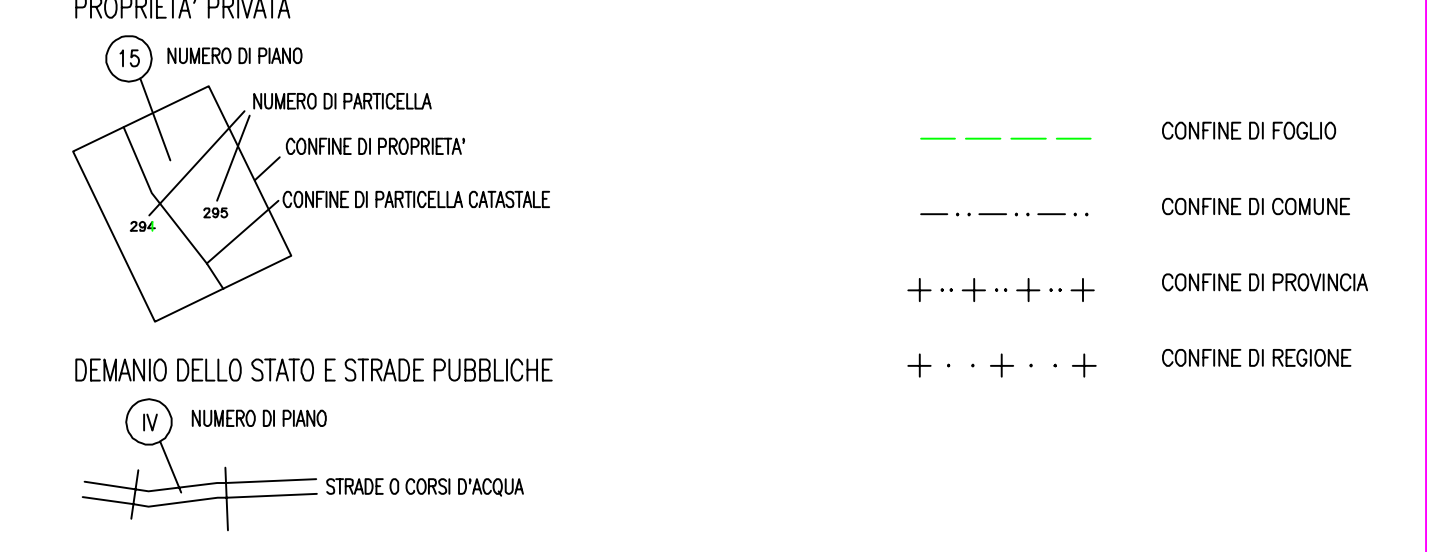 PROPRIETA' PRIVATA
15 NUMERO DI PIANO
NUMERO DI PARTICELLA
CONFINE DI PROPRIETA'
CONFINE DI PARTICELLA CATASTALE
294
295
DEMANIO DELLO STATO E STRADE PUBBLICHE
IV NUMERO DI PIANO
STRADE O CORSI D'ACQUA
CONFINE DI FOGLIO
CONFINE DI COMUNE
CONFINE DI PROVINCIA
CONFINE DI REGIONE